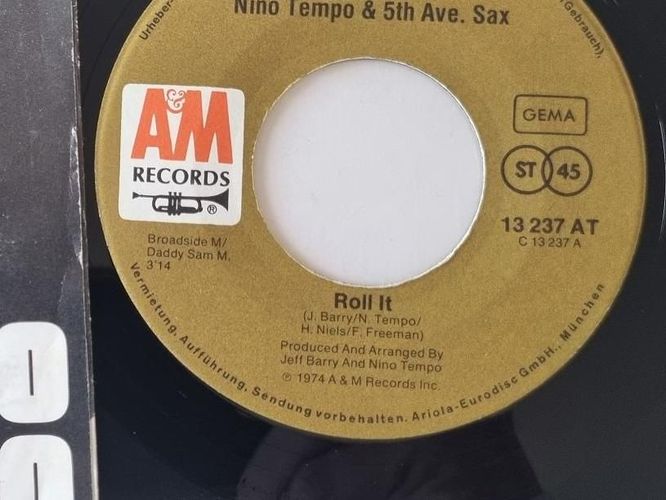 Nino Tempo & 5th Ave. Sax
Urheber-
Gebrauch),
A&M
RECORDS
®
GEMA
ST 45
13 237 AT
C 13 237 A
Broadside M/
Daddy Sam M.
3'14
Roll It
(J. Barry/N. Tempo/
H. Niels/F. Freeman)
Produced And Arranged By
Jeff Barry And Nino Tempo
℗ 1974 A & M Records Inc.
Vermietung. Aufführung. Sendung vorbehalten. Ariola-Eurodisc GmbH., München